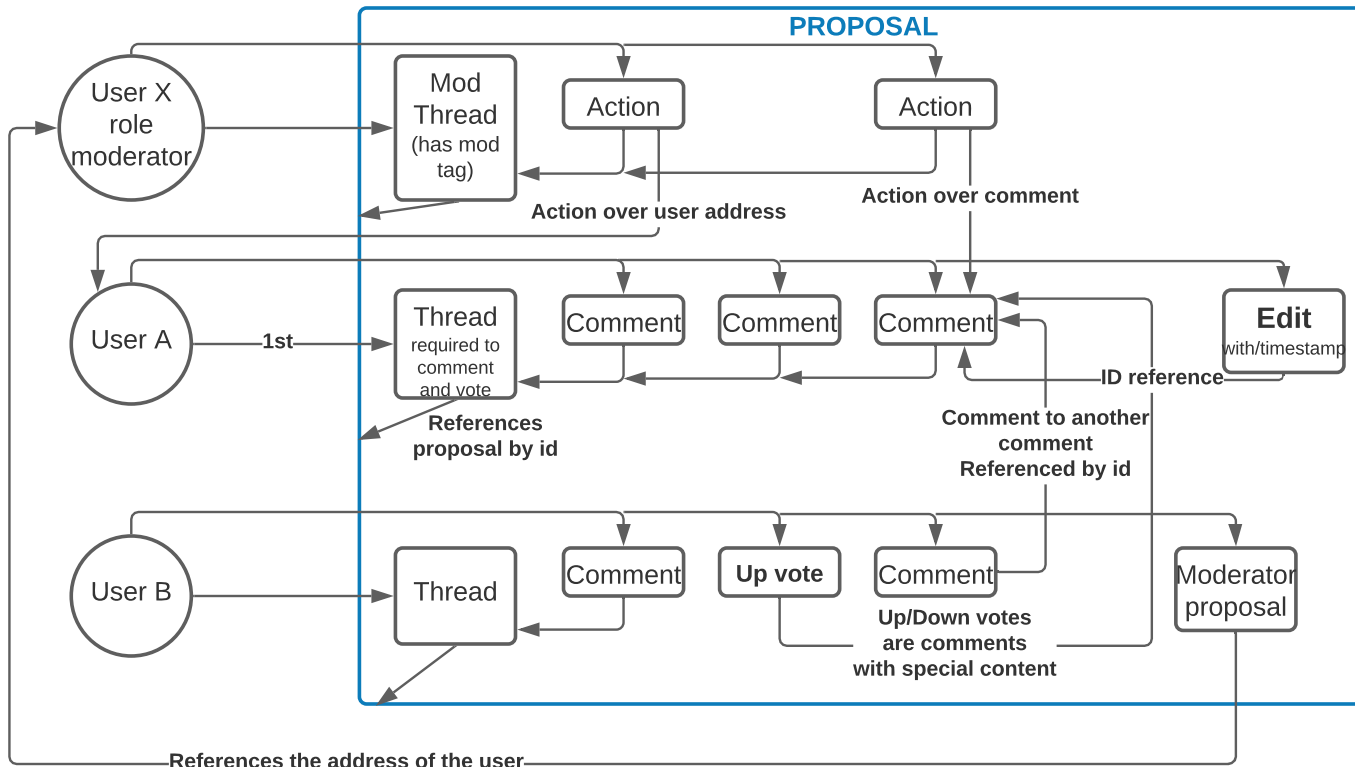 PROPOSAL
User X
role
moderator
Mod
Thread
(has mod
tag)
Action
Action
Action over user address
Action over comment
User A
1st
Thread
required to
comment
and vote
Comment
Comment
Comment
Edit
with/timestamp
ID reference
References
proposal by id
Comment to another
comment
Referenced by id
User B
Thread
Comment
Up vote
Comment
Moderator
proposal
Up/Down votes
are comments
with special content
References the address of the user